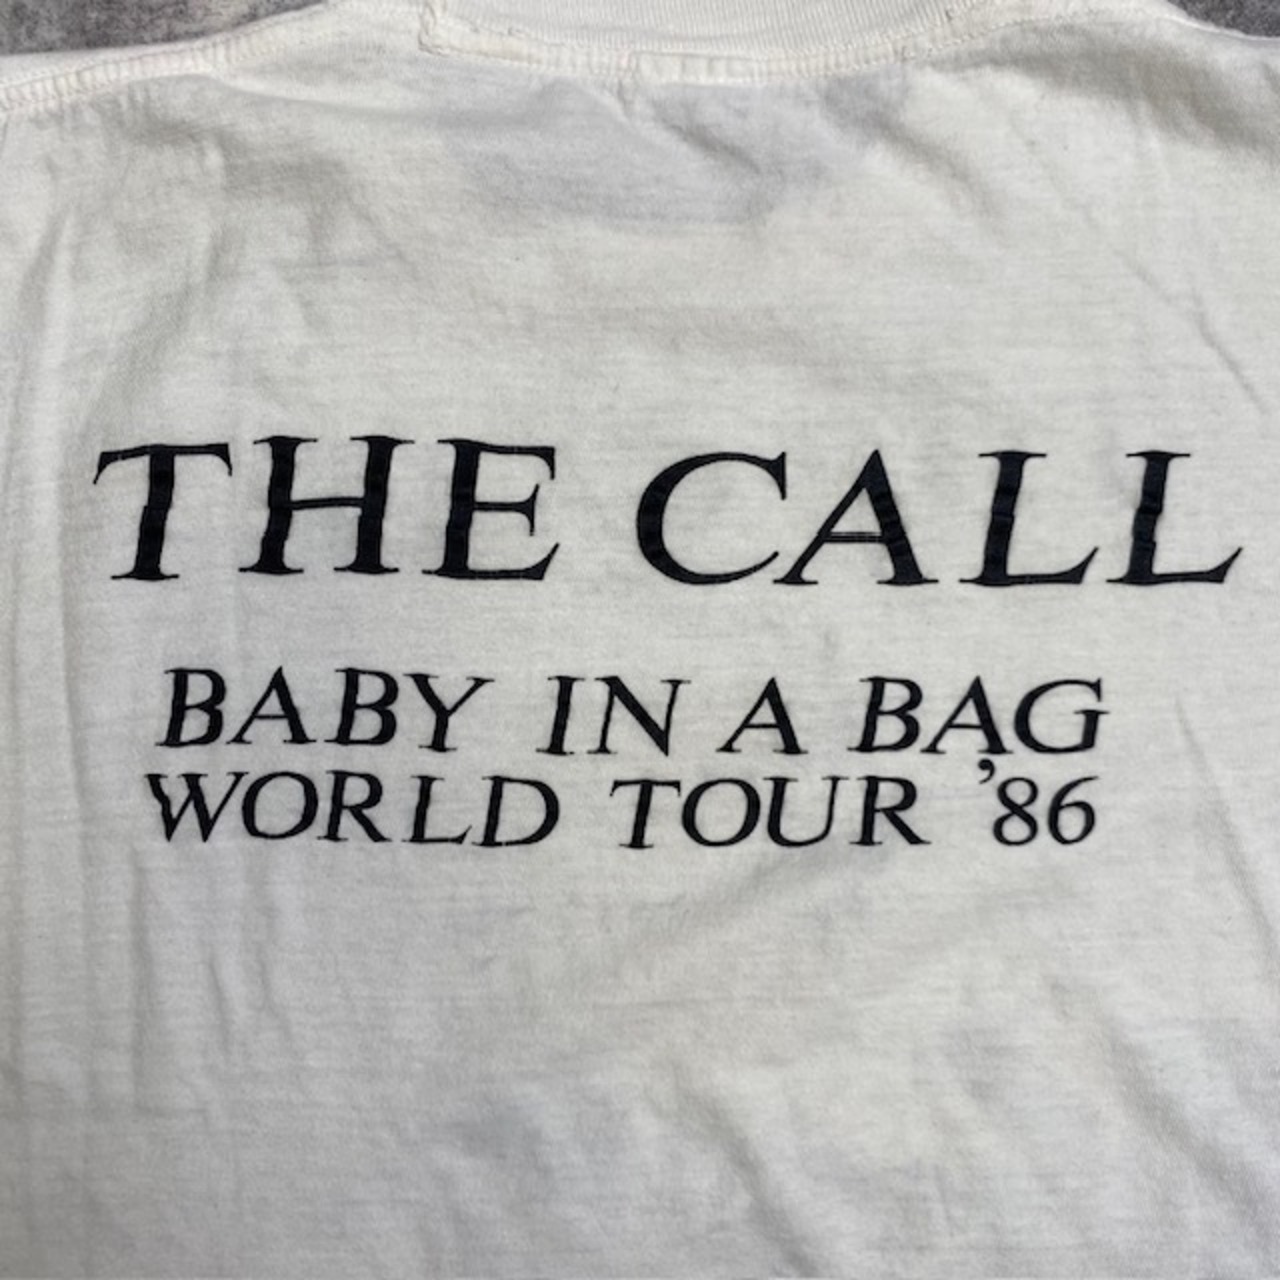 THE CALL
BABY IN A BAG
WORLD TOUR '86